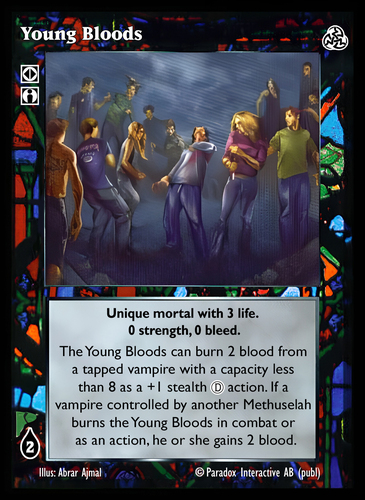 Young Bloods
Unique mortal with 3 life.
0 strength, 0 bleed.
The Young Bloods can burn 2 blood from
a tapped vampire with a capacity less
than 8 as a +1 stealth Ⓓ action. If a
vampire controlled by another Methuselah
burns the Young Bloods in combat or
as an action, he or she gains 2 blood.
2
Illus: Abrar Ajmal
© Paradox Interactive AB (publ)